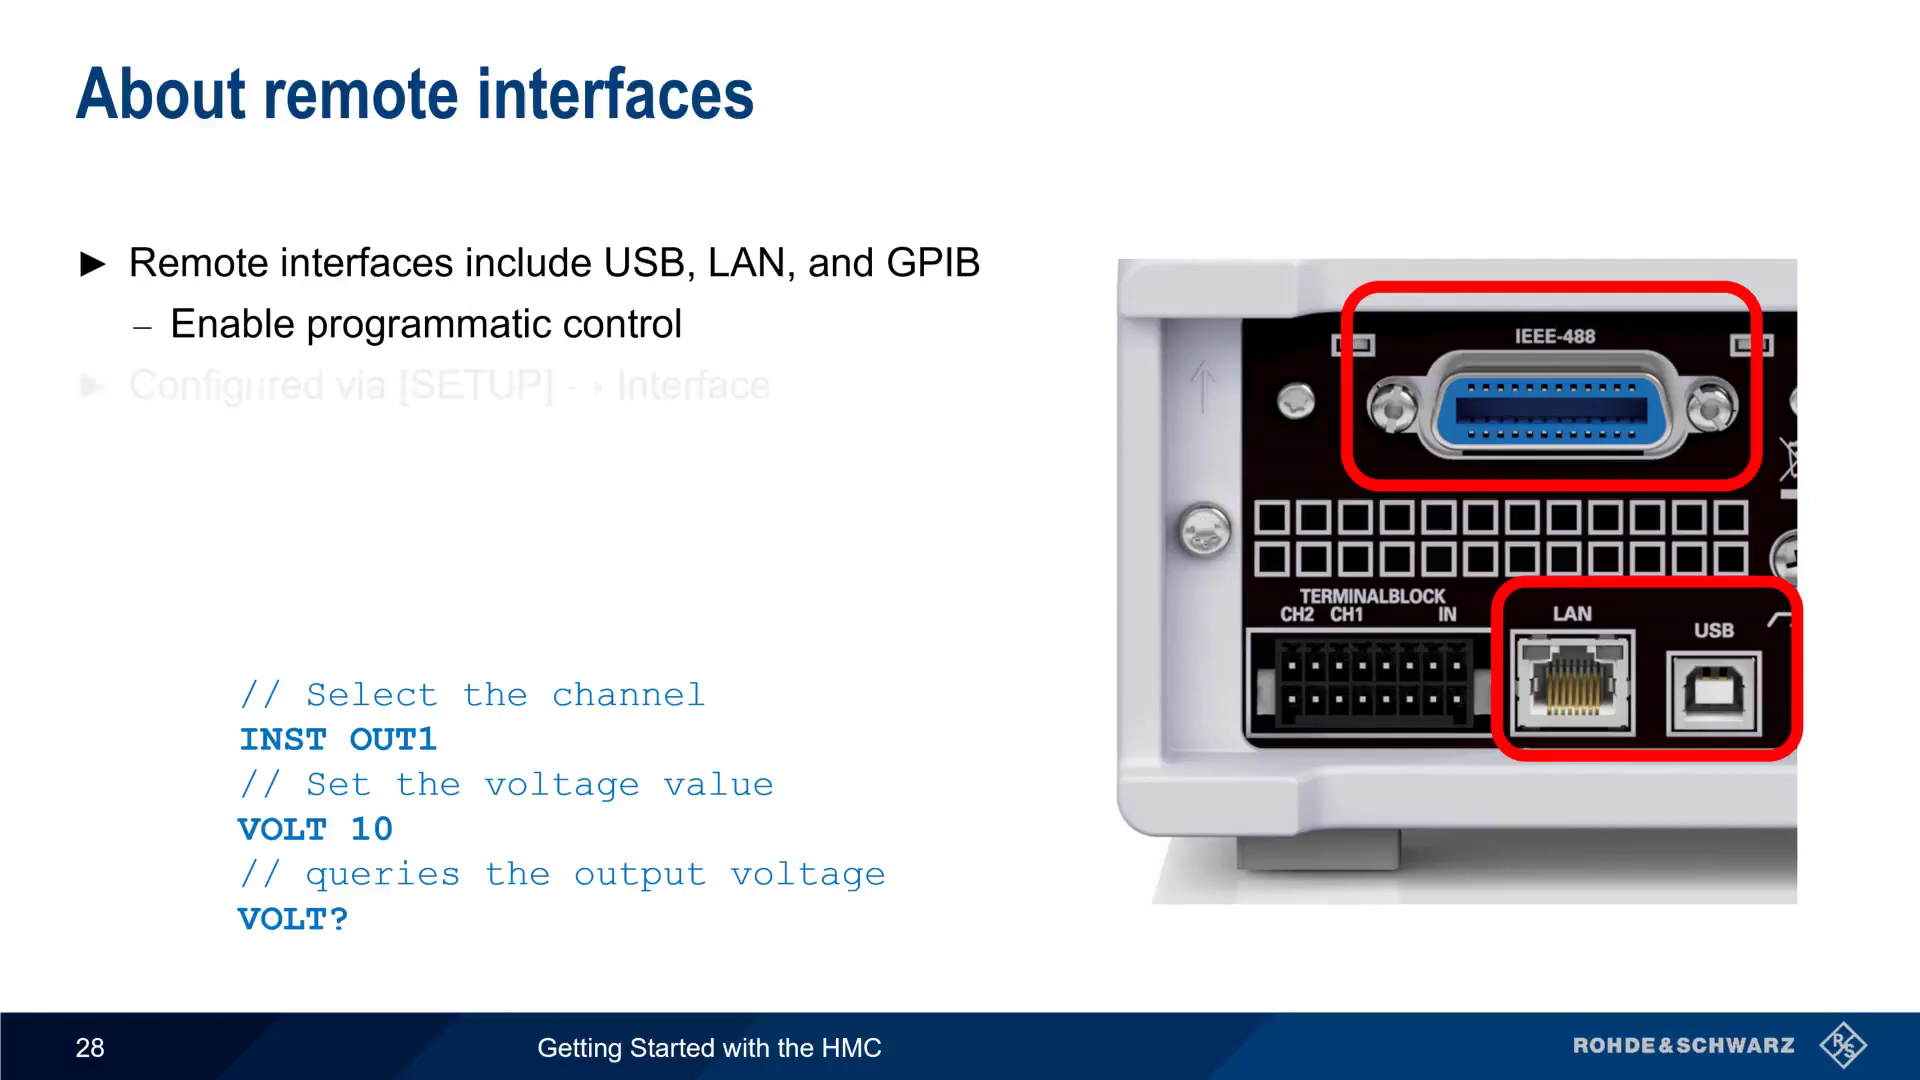 About remote interfaces
► Remote interfaces include USB, LAN, and GPIB
– Enable programmatic control
► Configured via [SETUP] → Interface
// Select the channel
INST OUT1
// Set the voltage value
VOLT 10
// queries the output voltage
VOLT?
IEEE-488
TERMINALBLOCK
CH2 CH1 IN
LAN
USB
28
Getting Started with the HMC
ROHDE&SCHWARZ
R&S